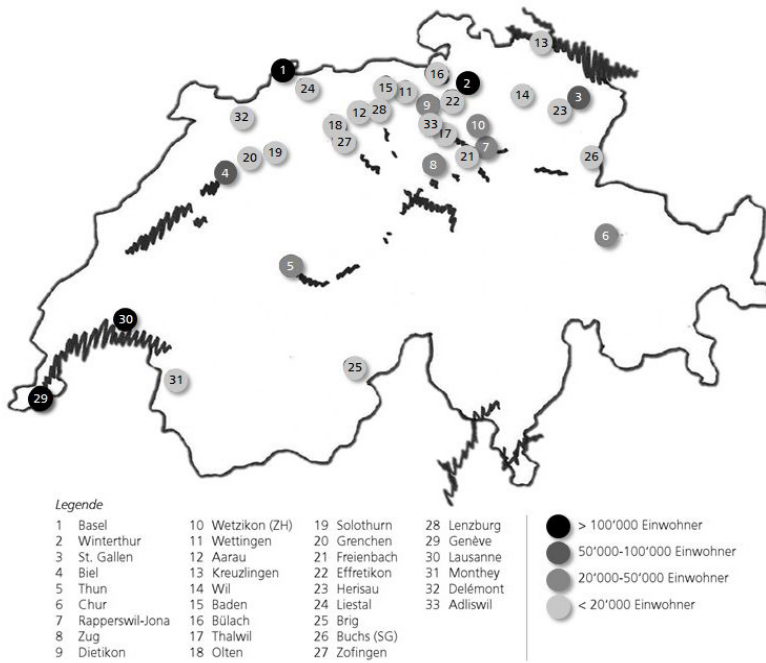 13
1
16
2
24
15
11
14
3
9
22
23
12
28
32
33
10
18
17
27
7
19
20
21
26
8
4
6
5
30
25
31
29
Legende
1 Basel
2 Winterthur
3 St. Gallen
4 Biel
5 Thun
6 Chur
7 Rapperswil-Jona
8 Zug
9 Dietikon
10 Wetzikon (ZH)
11 Wettingen
12 Aarau
13 Kreuzlingen
14 Wil
15 Baden
16 Bülach
17 Thalwil
18 Olten
19 Solothurn
20 Grenchen
21 Freienbach
22 Effretikon
23 Herisau
24 Liestal
25 Brig
26 Buchs (SG)
27 Zofingen
28 Lenzburg
29 Genève
30 Lausanne
31 Monthey
32 Delémont
33 Adliswil
> 100'000 Einwohner
50'000-100'000 Einwohner
20'000-50'000 Einwohner
< 20'000 Einwohner